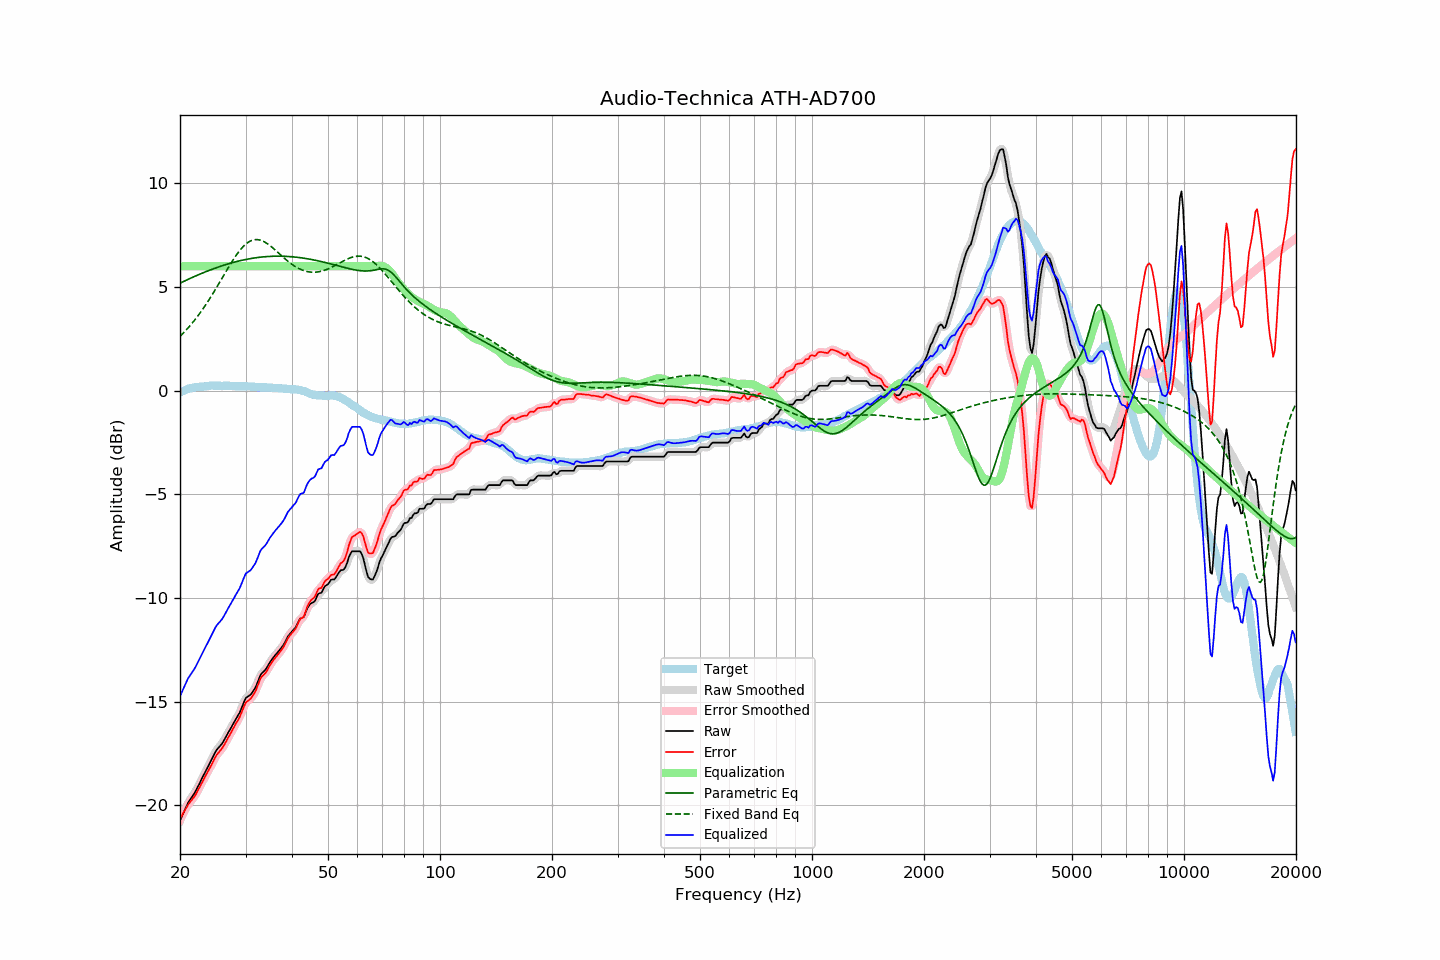 Audio-Technica ATH-AD700
Amplitude (dBr)
10
5
0
−5
−10
−15
−20
Target
Raw Smoothed
Error Smoothed
Raw
Error
Equalization
Parametric Eq
Fixed Band Eq
Equalized
20 50 100 200 500 1000 2000 5000 10000 20000
Frequency (Hz)